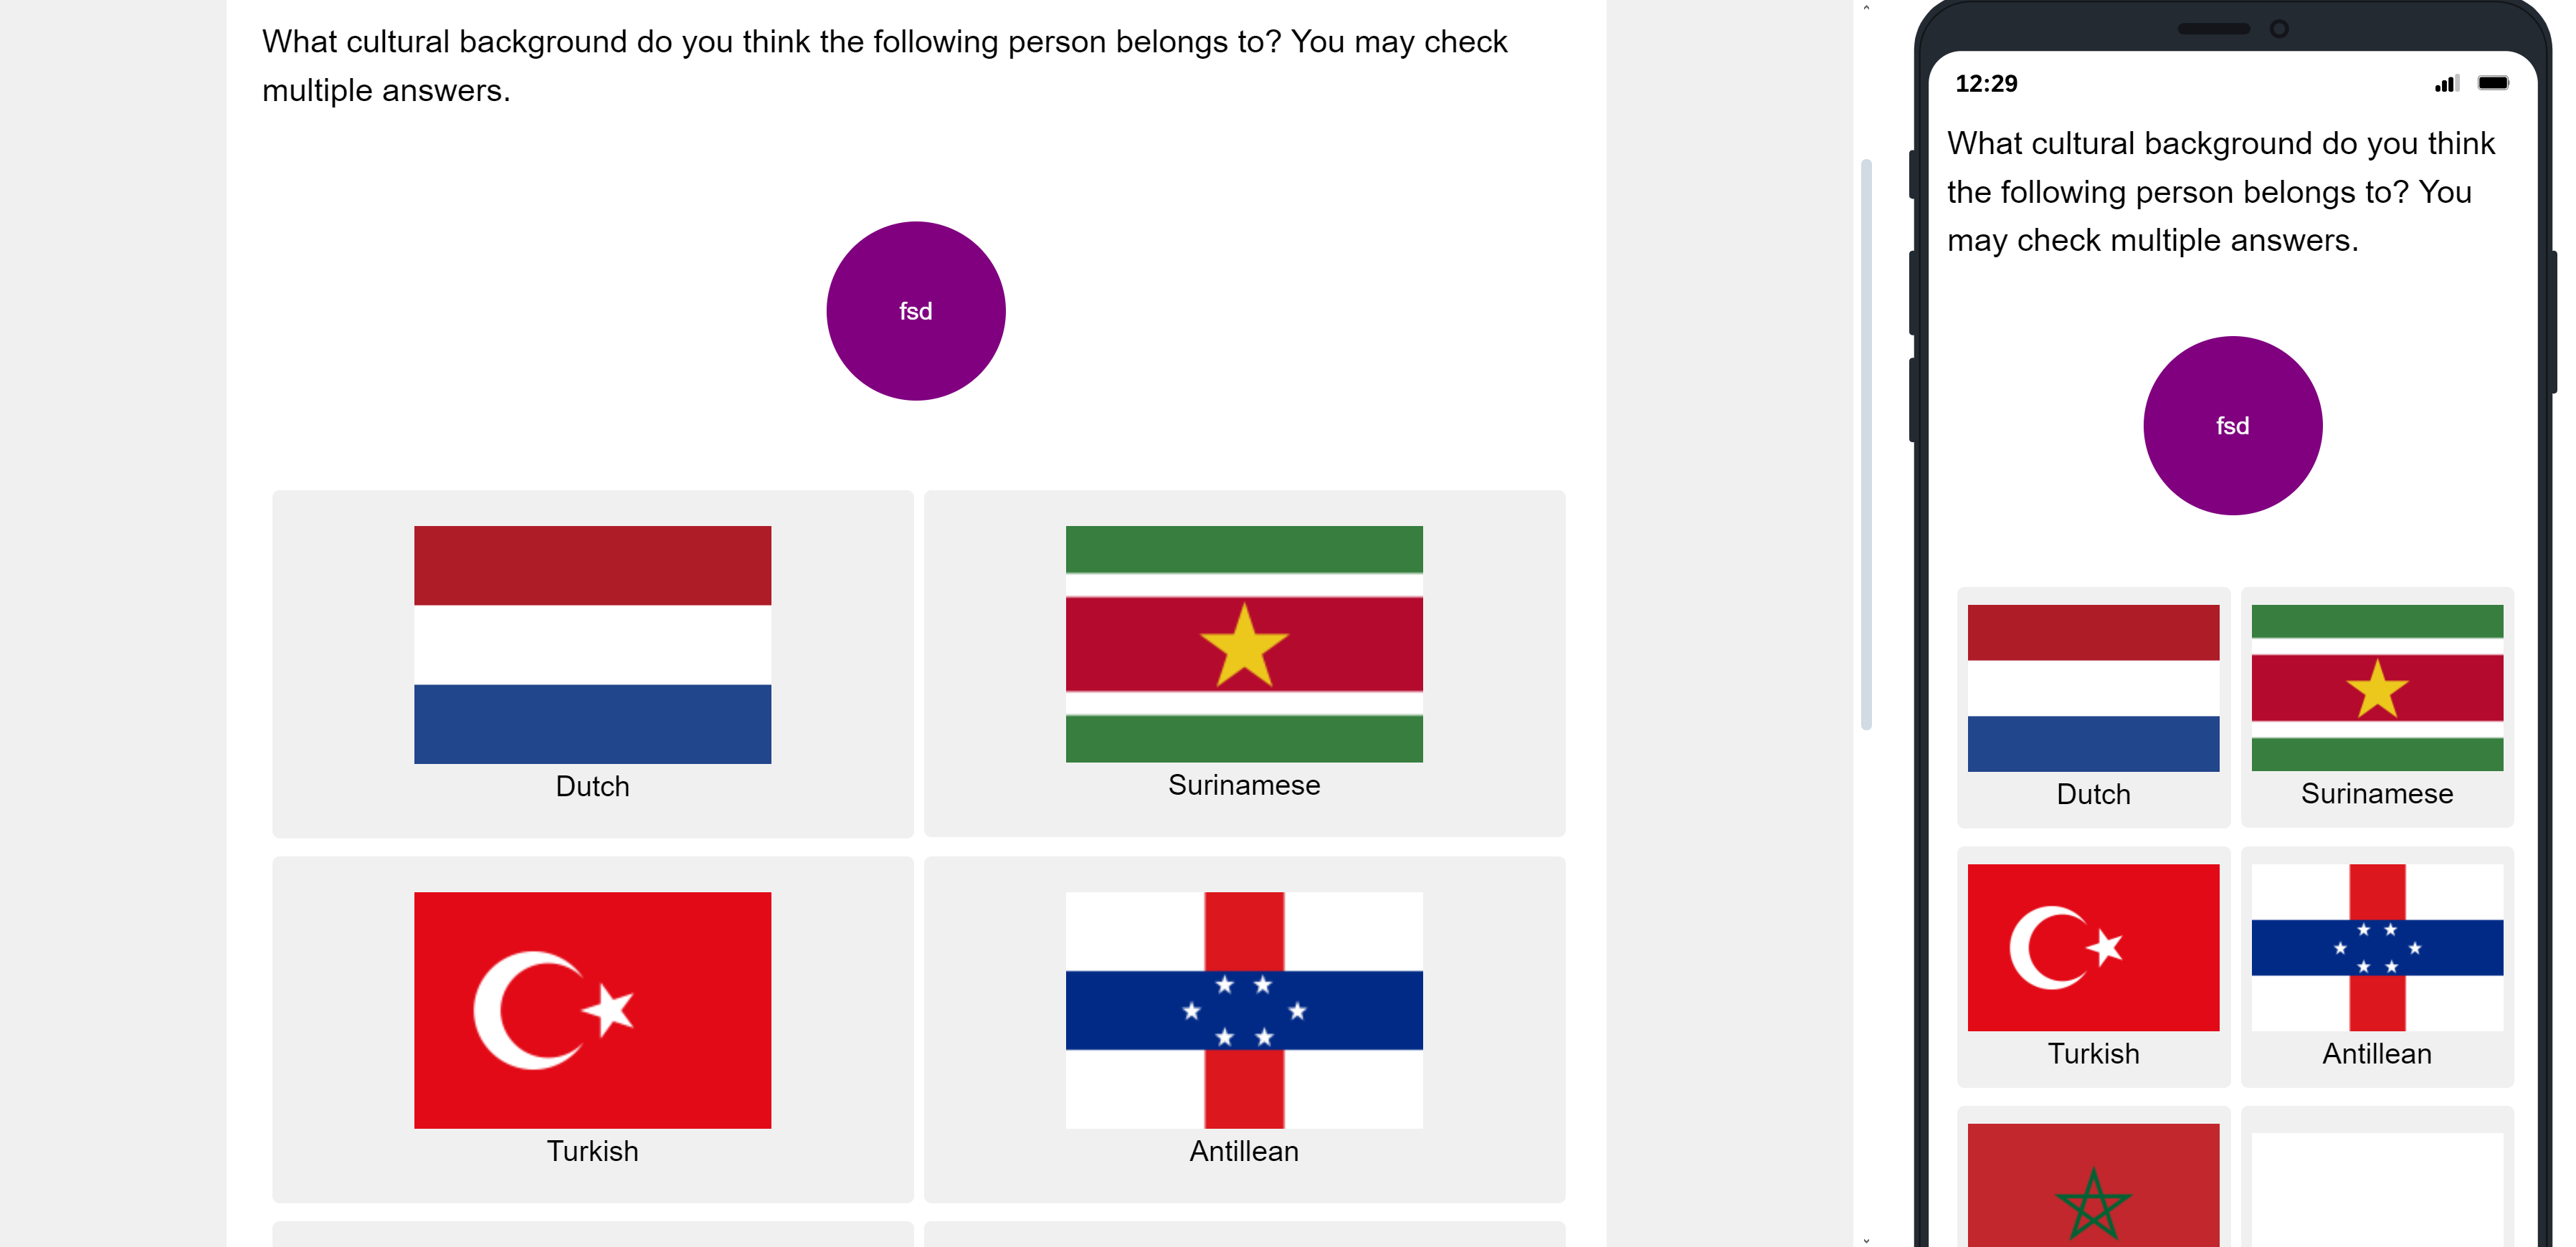 What cultural background do you think the following person belongs to? You may check
multiple answers.
fsd
Dutch
Surinamese
Turkish
Antillean
12:29
What cultural background do you think
the following person belongs to? You
may check multiple answers.
fsd
Dutch
Surinamese
Turkish
Antillean